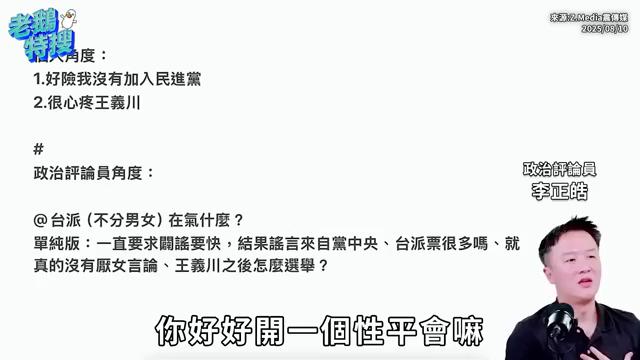 老鵝特搜
來源:Z.Media震傳媒
2025/08/10
個人角度：
1.好險我沒有加入民進黨
2.很心疼王義川
#
政治評論員角度：
@台派（不分男女）在氣什麼？
單純版：一直要求闢謠要快，結果謠言來自黨中央、台派票很多嗎、就
真的沒有厭女言論、王義川之後怎麼選舉？
政治評論員
李正皓
你好好開一個性平會嘛